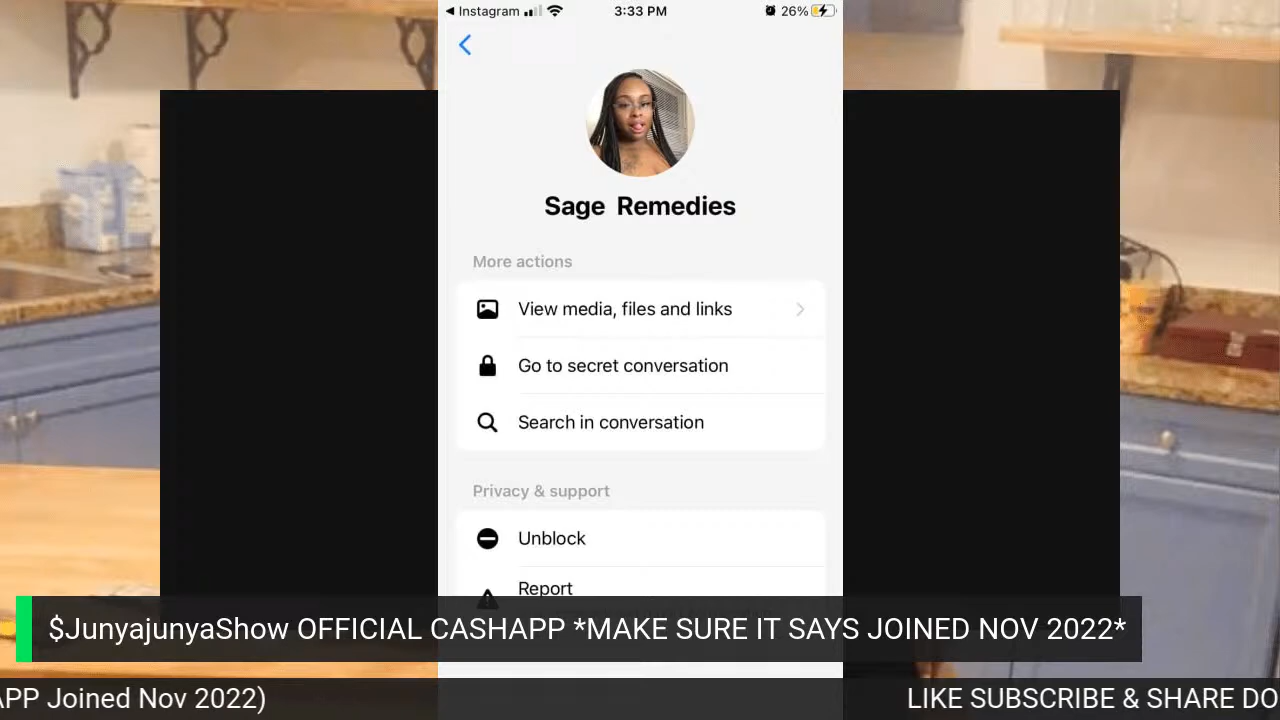 Instagram
3:33 PM
26%
Sage Remedies
More actions
View media, files and links
Go to secret conversation
Search in conversation
Privacy & support
Unblock
Report
$JunyajunyaShow OFFICIAL CASHAPP *MAKE SURE IT SAYS JOINED NOV 2022*
APP Joined Nov 2022)
LIKE SUBSCRIBE & SHARE DO